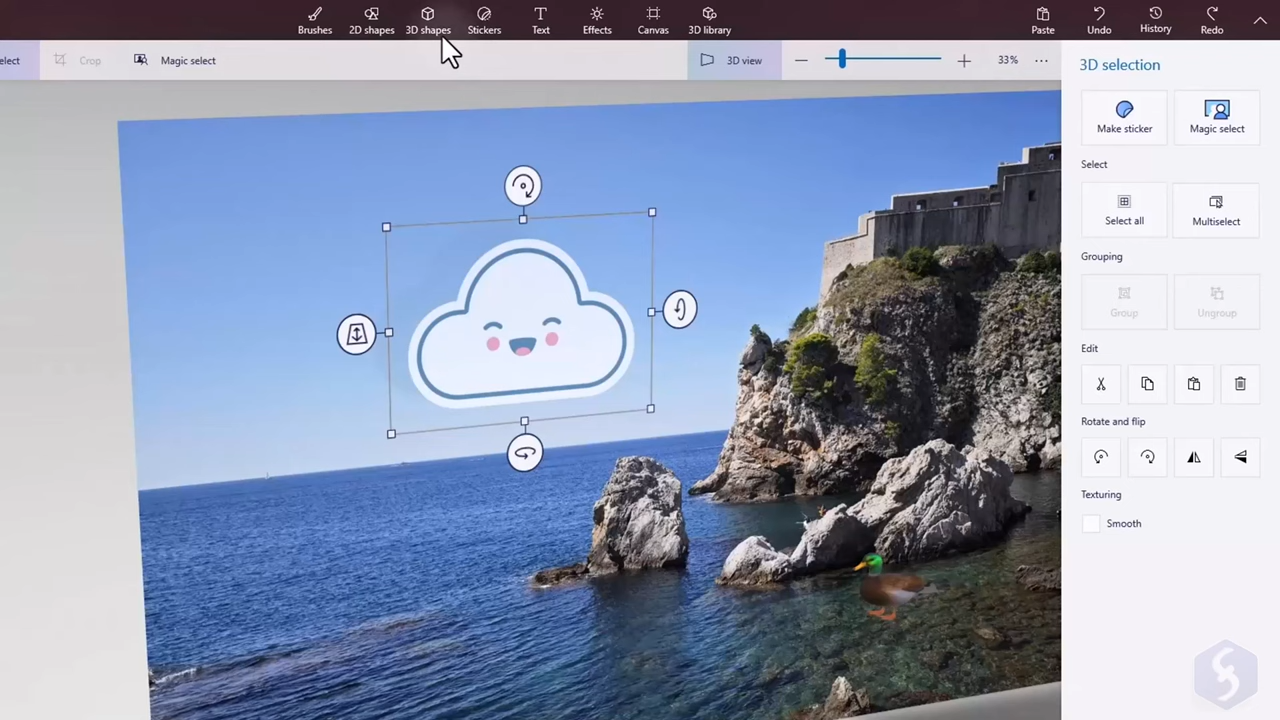 Brushes 2D shapes 3D shapes Stickers Text Effects Canvas 3D library Paste Undo History Redo
elect Crop Magic select 3D view 33%
3D selection
Make sticker Magic select
Select
Select all Multiselect
Grouping
Group Ungroup
Edit
Rotate and flip
Texturing
Smooth